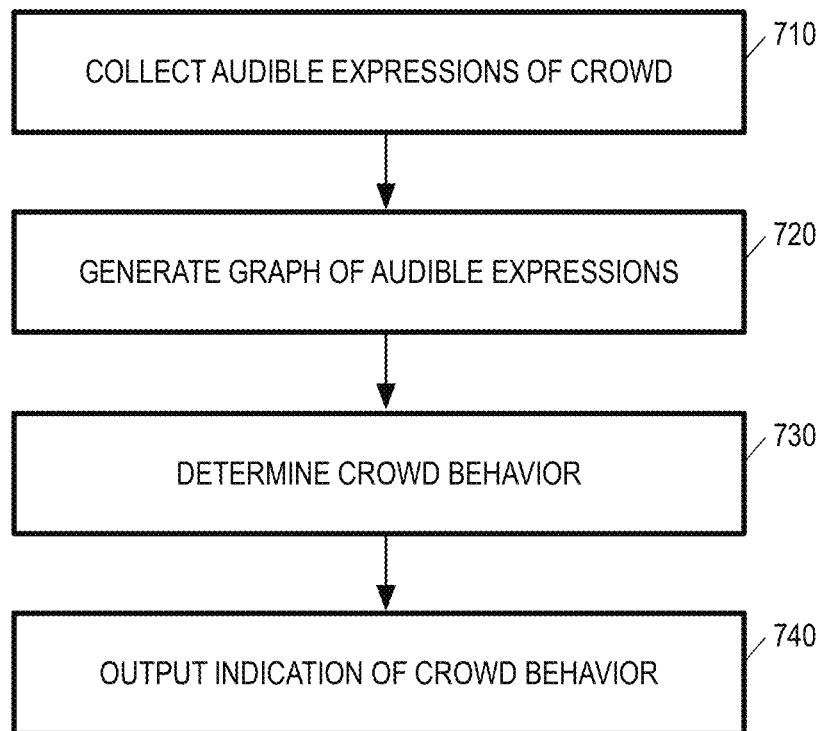 710
COLLECT AUDIBLE EXPRESSIONS OF CROWD
720
GENERATE GRAPH OF AUDIBLE EXPRESSIONS
730
DETERMINE CROWD BEHAVIOR
740
OUTPUT INDICATION OF CROWD BEHAVIOR